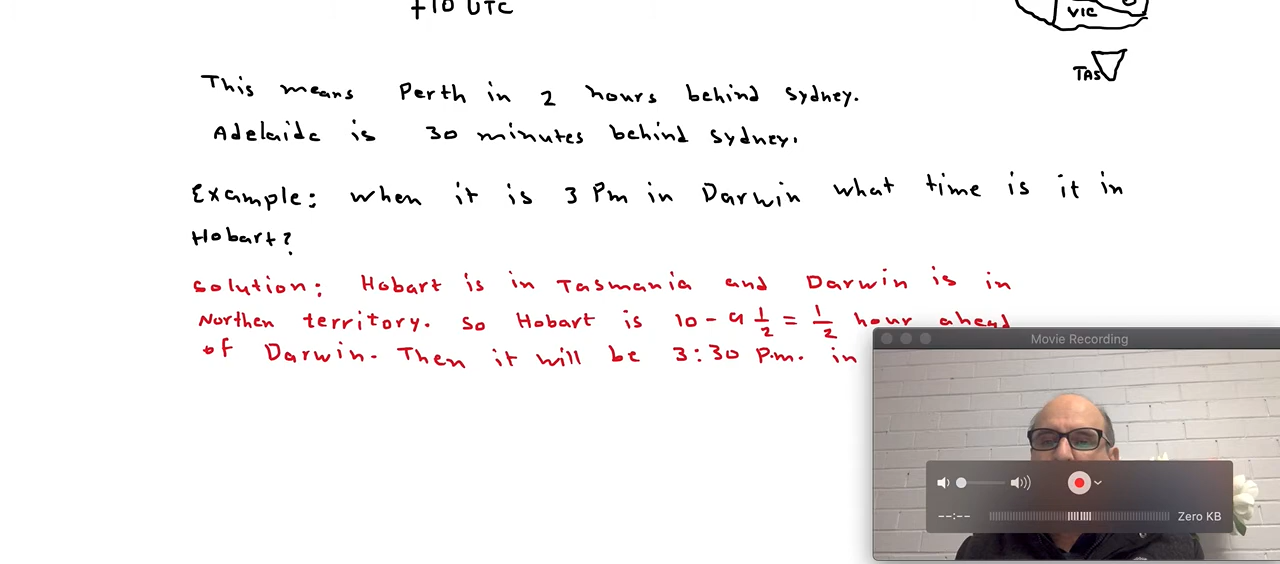 +10 UTC
VIC
TAS
This means Perth in 2 hours behind Sydney.
Adelaide is 30 minutes behind Sydney.
Example: when it is 3 Pm in Darwin what time is it in
Hobart?
Solution: Hobart is in Tasmania and Darwin is in
Northen territory. So Hobart is 10 - 9 1/2 = 1/2 hour ahead
of Darwin. Then it will be 3:30 P.m. in
Movie Recording
--:--
Zero KB